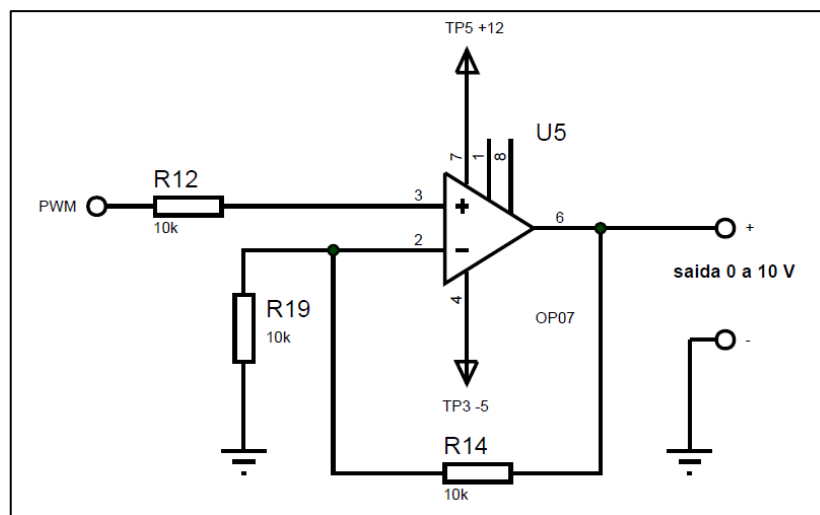 TP5 +12
U5
7
1
8
R12
PWM
10k
3
+
6
+
2
-
saida 0 a 10 V
R19
10k
4
OP07
-
TP3 -5
R14
10k